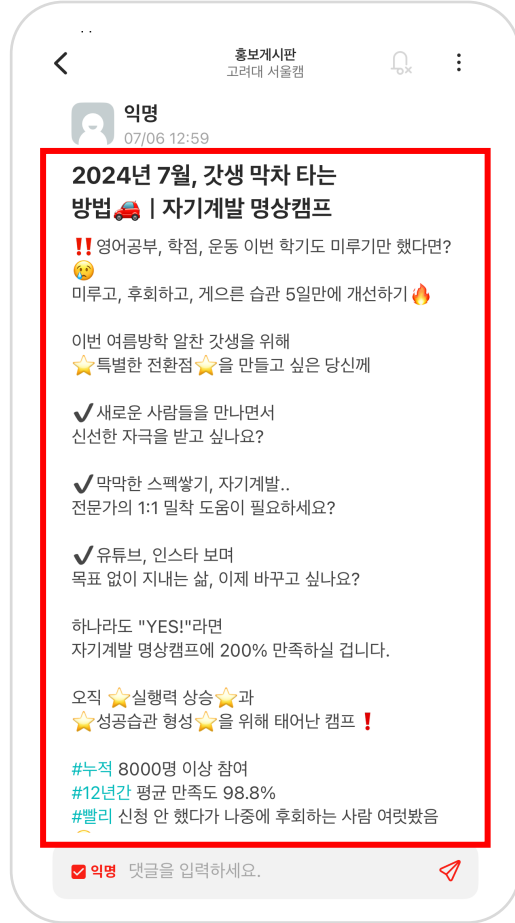 홍보게시판
고려대 서울캠
익명
07/06 12:59
2024년 7월, 갓생 막차 타는
방법🚗 | 자기계발 명상캠프
‼️영어공부, 학점, 운동 이번 학기도 미루기만 했다면?
😢
미루고, 후회하고, 게으른 습관 5일만에 개선하기🔥
이번 여름방학 알찬 갓생을 위해
⭐특별한 전환점⭐을 만들고 싶은 당신께
✔️새로운 사람들을 만나면서
신선한 자극을 받고 싶나요?
✔️막막한 스펙쌓기, 자기계발..
전문가의 1:1 밀착 도움이 필요하세요?
✔️유튜브, 인스타 보며
목표 없이 지내는 삶, 이제 바꾸고 싶나요?
하나라도 "YES!"라면
자기계발 명상캠프에 200% 만족하실 겁니다.
오직 ⭐실행력 상승⭐과
⭐성공습관 형성⭐을 위해 태어난 캠프❗
#누적 8000명 이상 참여
#12년간 평균 만족도 98.8%
#빨리 신청 안 했다가 나중에 후회하는 사람 여럿봤음
익명 댓글을 입력하세요.